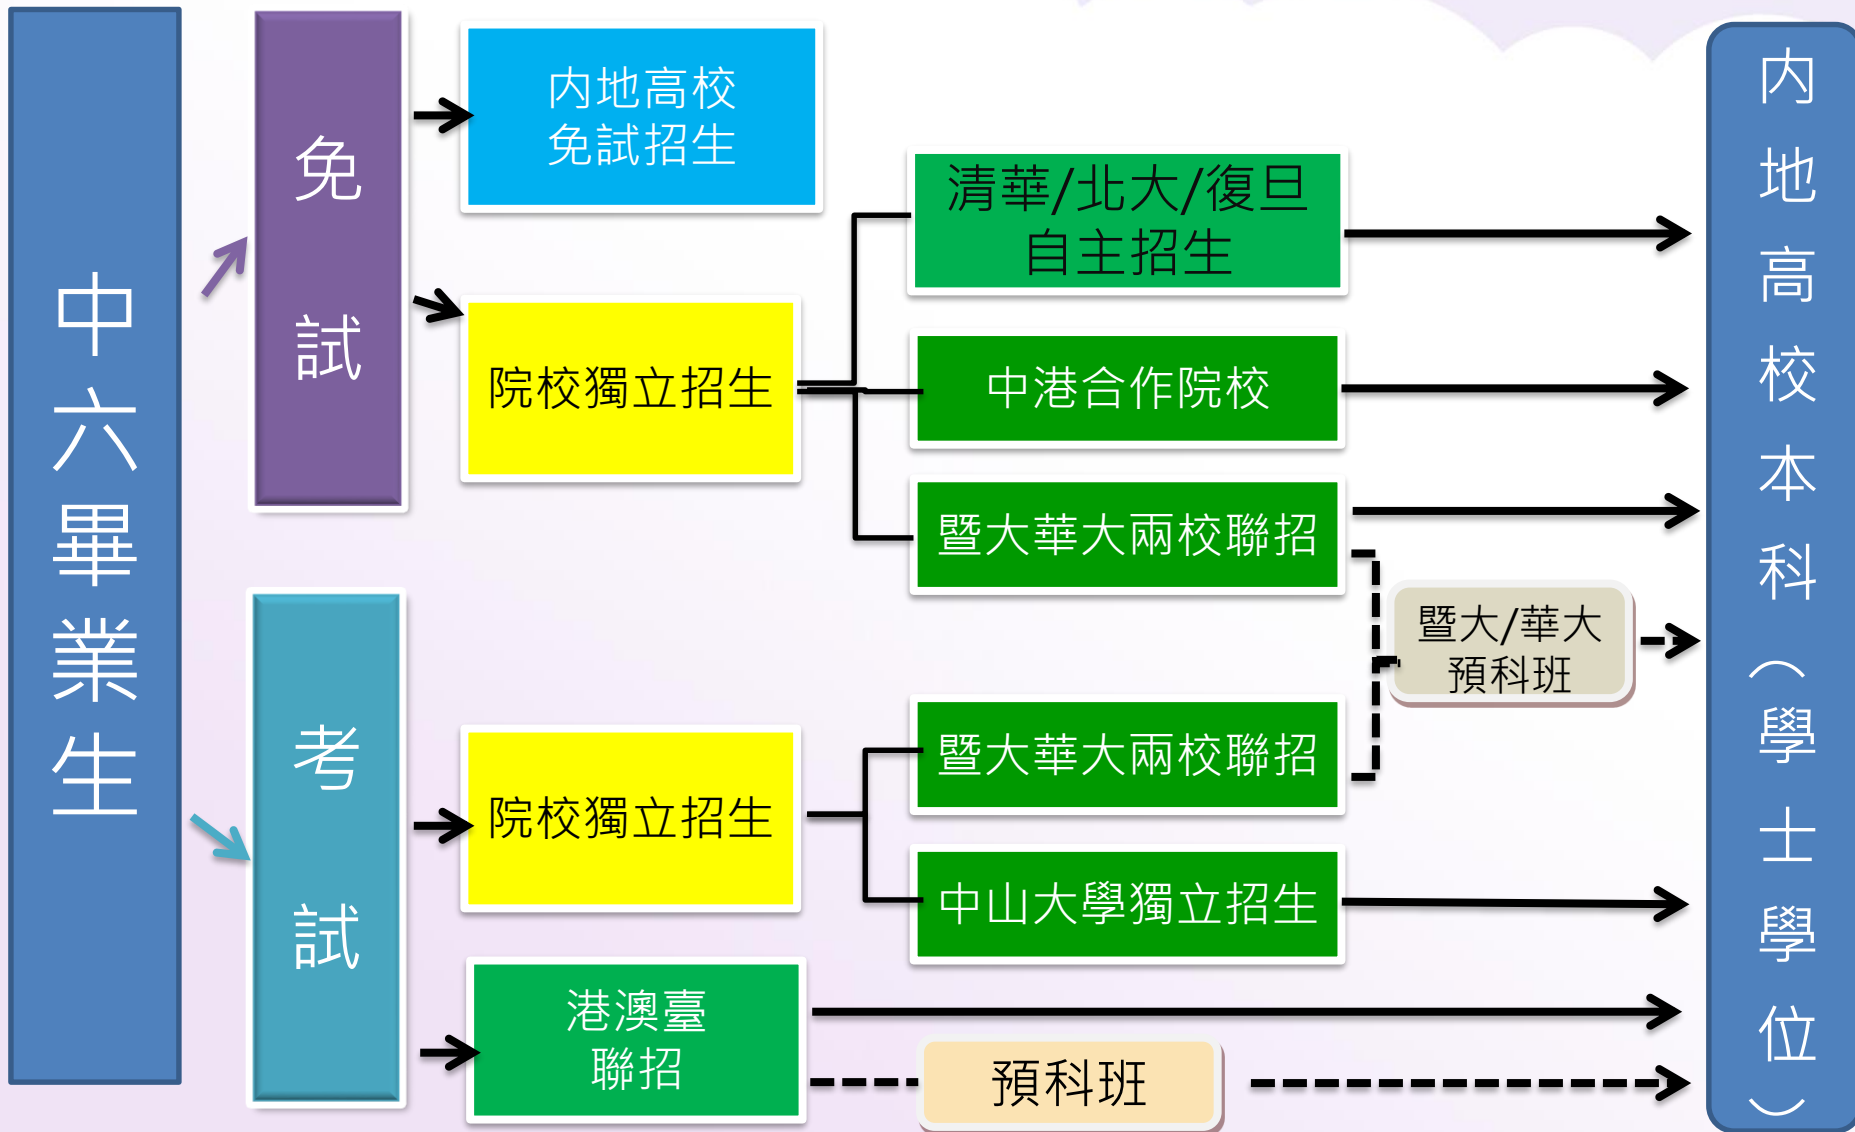 中六畢業生
免試
內地高校
免試招生
院校獨立招生
清華/北大/復旦
自主招生
中港合作院校
暨大華大兩校聯招
暨大/華大
預科班
考試
院校獨立招生
暨大華大兩校聯招
中山大學獨立招生
港澳臺
聯招
預科班
內地高校本科（學士學位）